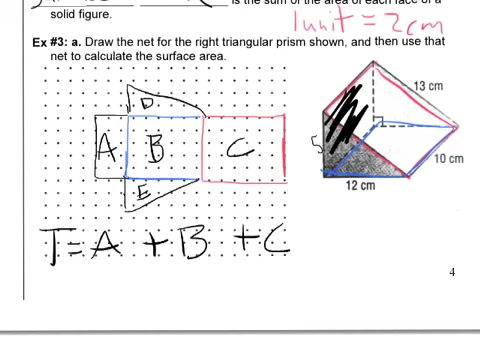 is the sum of the area of each face of a
solid figure.
1 unit = 2cm
Ex #3: a. Draw the net for the right triangular prism shown, and then use that
net to calculate the surface area.
D
A B C
E
13 cm
5
10 cm
12 cm
T = A + B + C
4